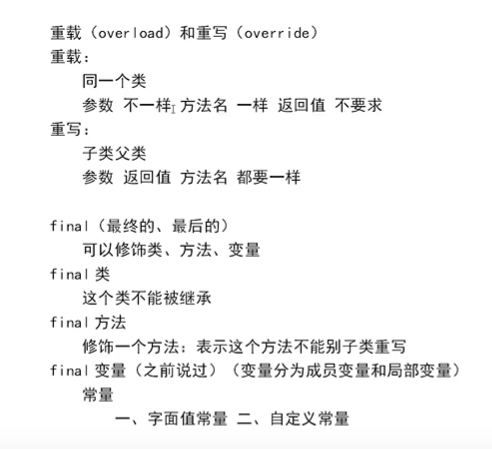 重载（overload）和重写（override）
重载：
同一个类
参数 不一样 方法名 一样 返回值 不要求
重写：
子类父类
参数 返回值 方法名 都要一样
final（最终的、最后的）
可以修饰类、方法、变量
final 类
这个类不能被继承
final 方法
修饰一个方法：表示这个方法不能别子类重写
final 变量（之前说过）（变量分为成员变量和局部变量）
常量
一、字面值常量 二、自定义常量